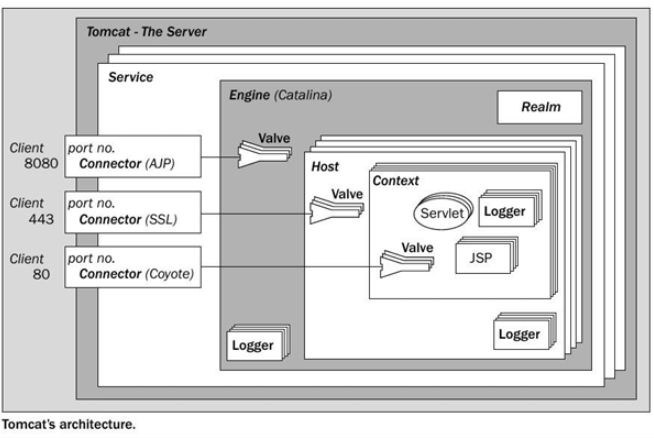 Tomcat - The Server
Service
Engine (Catalina)
Realm
Client
8080
port no.
Connector (AJP)
Valve
Host
Context
Client
443
port no.
Connector (SSL)
Valve
Servlet
Logger
Client
80
port no.
Connector (Coyote)
Valve
JSP
Logger
Logger
Tomcat's architecture.